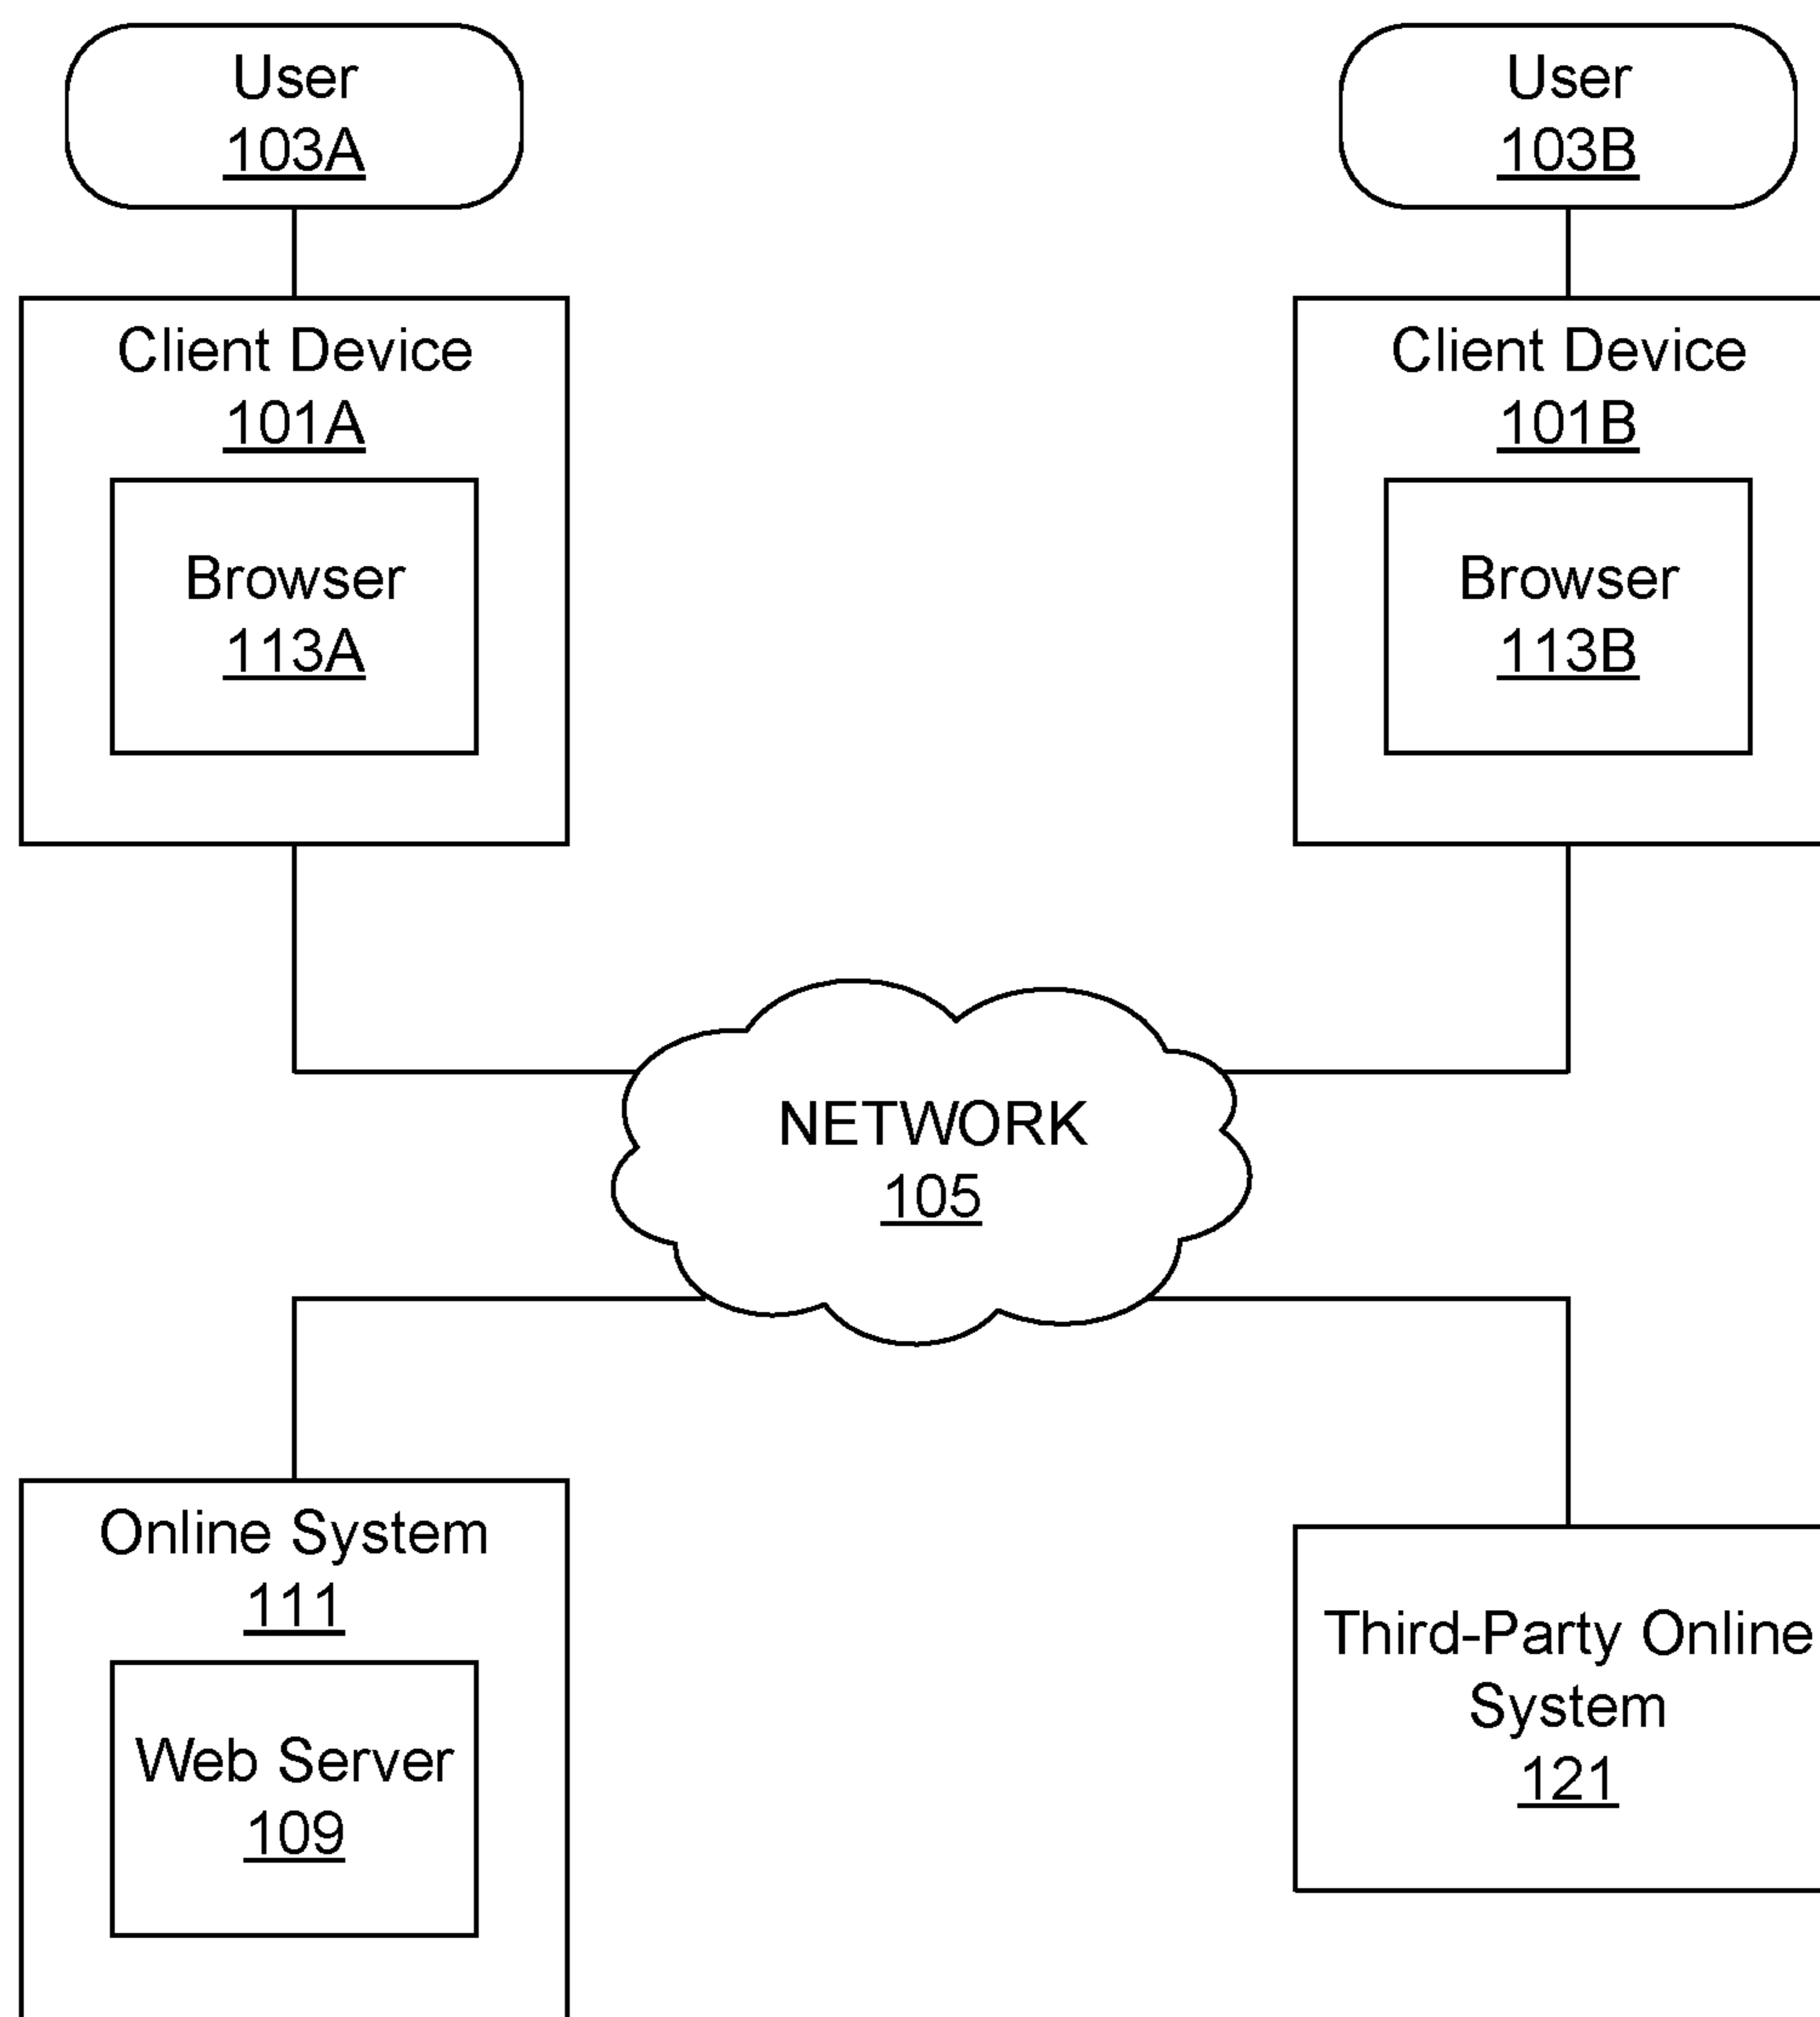 User
103A
User
103B
Client Device
101A
Client Device
101B
Browser
113A
Browser
113B
NETWORK
105
Online System
111
Web Server
109
Third-Party Online
System
121